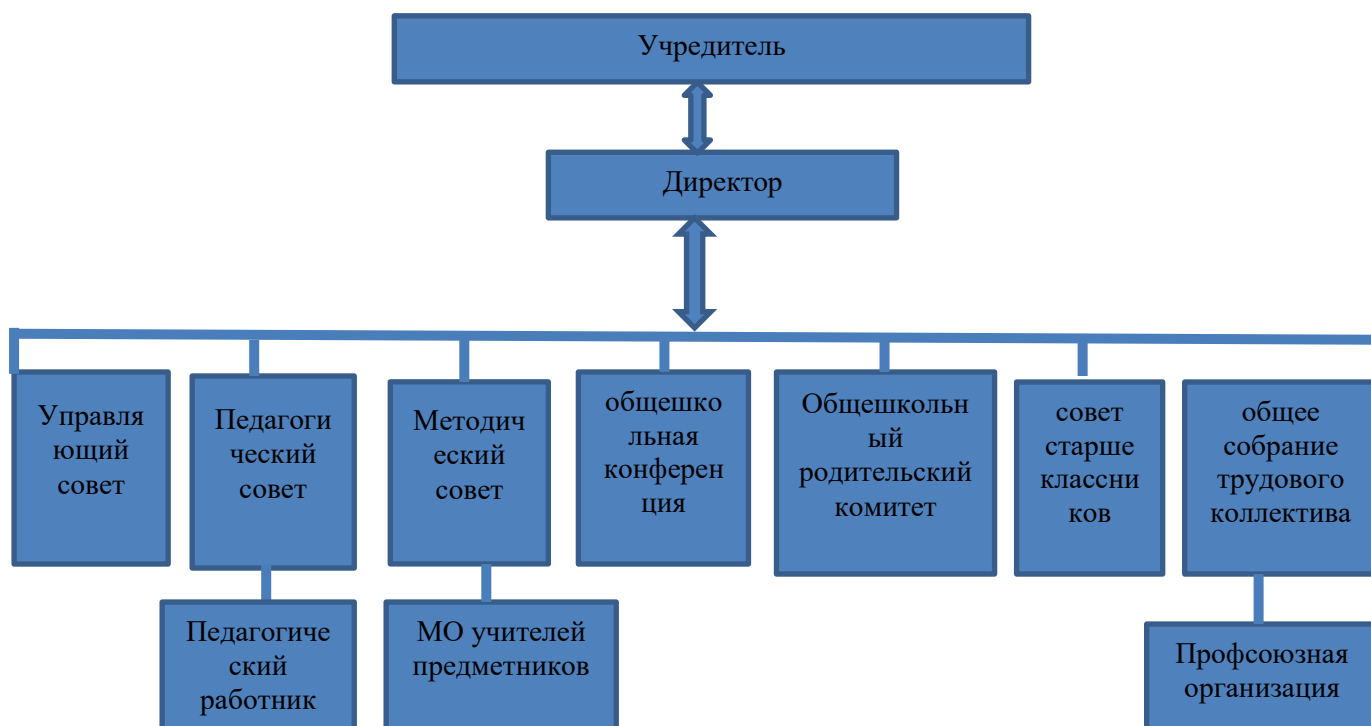 Учредитель
Директор
Управля
ющий
совет
Педагоги
ческий
совет
Методич
еский
совет
общешко
льная
конферен
ция
Общешкольн
ый
родительский
комитет
совет
старше
классни
ков
общее
собрание
трудового
коллектива
Педагогиче
ский
работник
МО учителей
предметников
Профсоюзная
организация